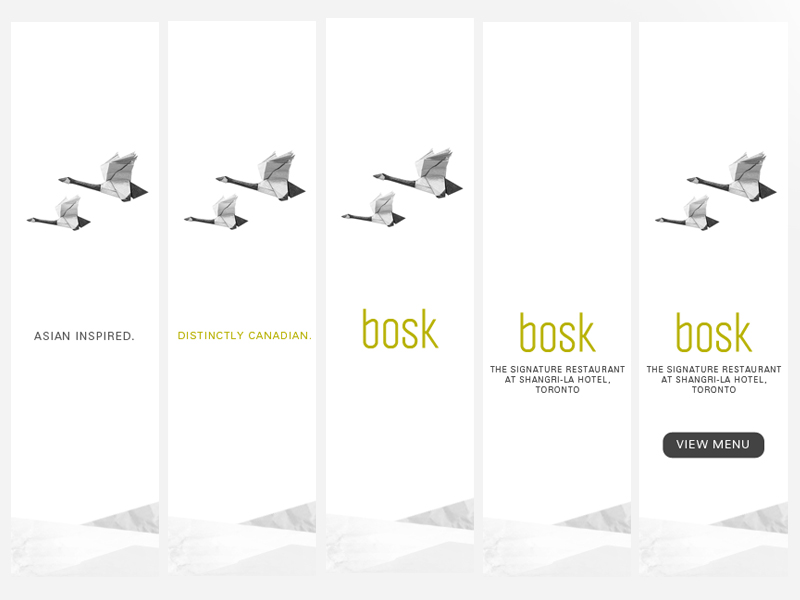 ASIAN INSPIRED.
DISTINCTLY CANADIAN.
bosk
bosk
THE SIGNATURE RESTAURANT
AT SHANGRI-LA HOTEL,
TORONTO
bosk
THE SIGNATURE RESTAURANT
AT SHANGRI-LA HOTEL,
TORONTO
VIEW MENU